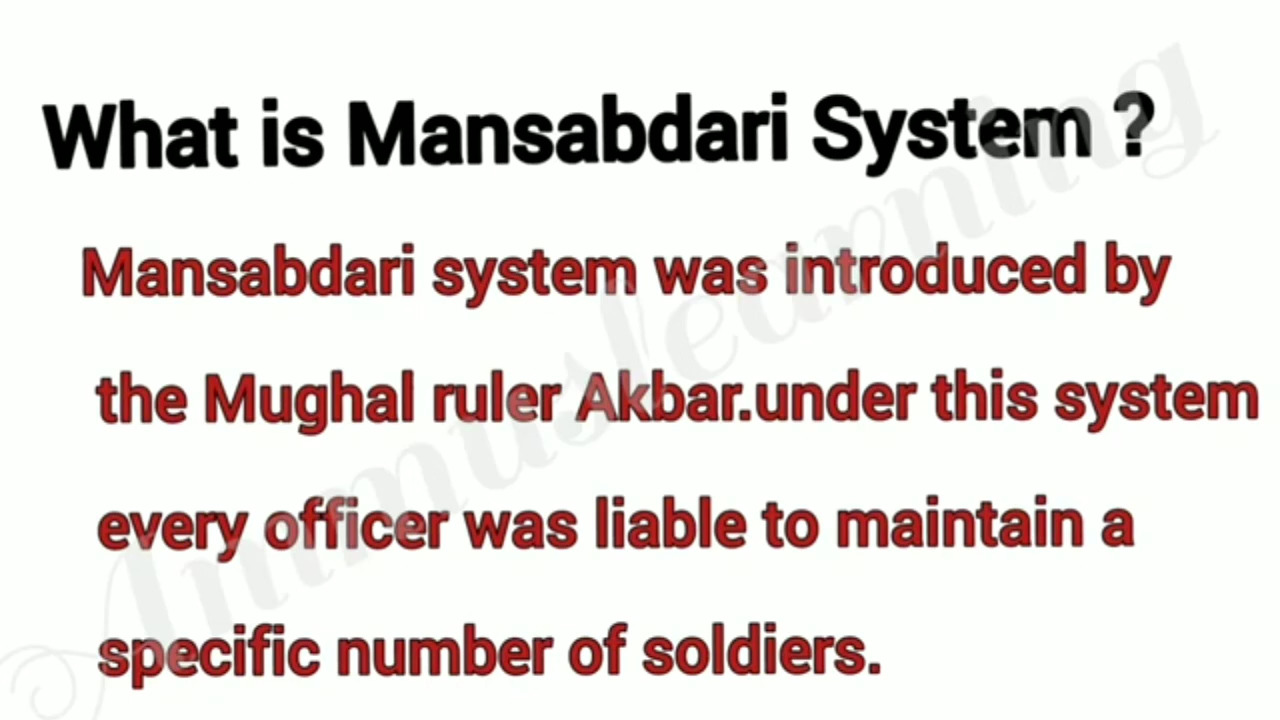 What is Mansabdari System ?
Mansabdari system was introduced by
the Mughal ruler Akbar.under this system
every officer was liable to maintain a
specific number of soldiers.
Anmuslearning